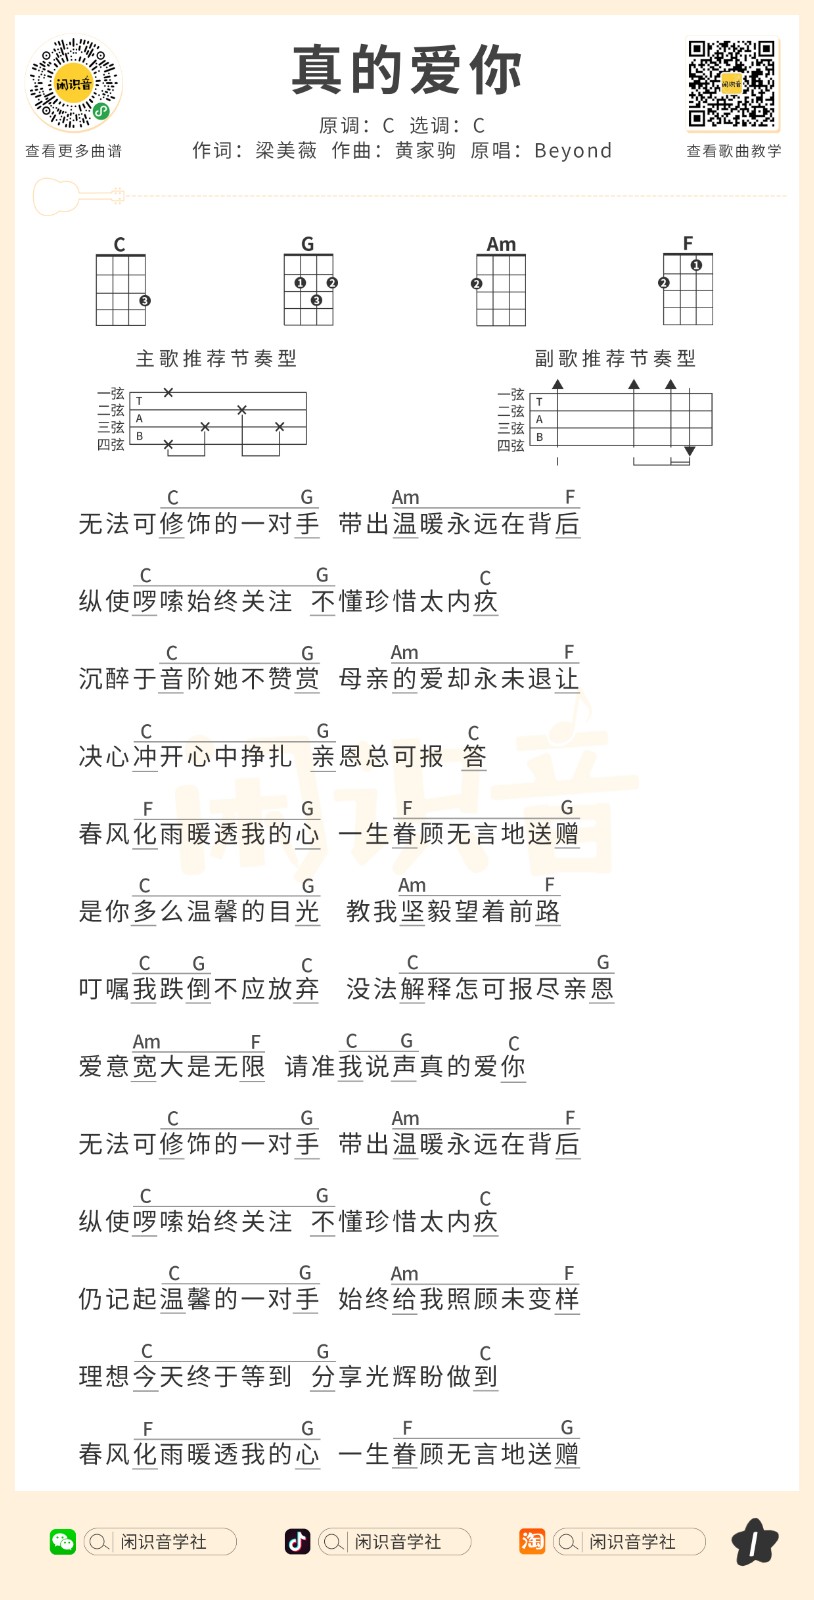 真的爱你
闲识音
闲识音
原调：C 选调：C
查看更多曲谱
作词：梁美薇 作曲：黄家驹 原唱：Beyond
查看歌曲教学
C G Am F
3
1 2
3
2
1
2
主歌推荐节奏型 副歌推荐节奏型
一弦 T
二弦 A
三弦 B
四弦
一弦 T
二弦 A
三弦 B
四弦
C G Am F
无法可修饰的一对手 带出温暖永远在背后
C G C
纵使啰嗦始终关注 不懂珍惜太内疚
C G Am F
沉醉于音阶她不赞赏 母亲的爱却永未退让
C G C
决心冲开心中挣扎 亲恩总可报 答
闲识音
F G F G
春风化雨暖透我的心 一生眷顾无言地送赠
C G Am F
是你多么温馨的目光 教我坚毅望着前路
C G C C G
叮嘱我跌倒不应放弃 没法解释怎可报尽亲恩
Am F C G C
爱意宽大是无限 请准我说声真的爱你
C G Am F
无法可修饰的一对手 带出温暖永远在背后
C G C
纵使啰嗦始终关注 不懂珍惜太内疚
C G Am F
仍记起温馨的一对手 始终给我照顾未变样
C G C
理想今天终于等到 分享光辉盼做到
F G F G
春风化雨暖透我的心 一生眷顾无言地送赠
闲识音学社 闲识音学社 淘 闲识音学社 1